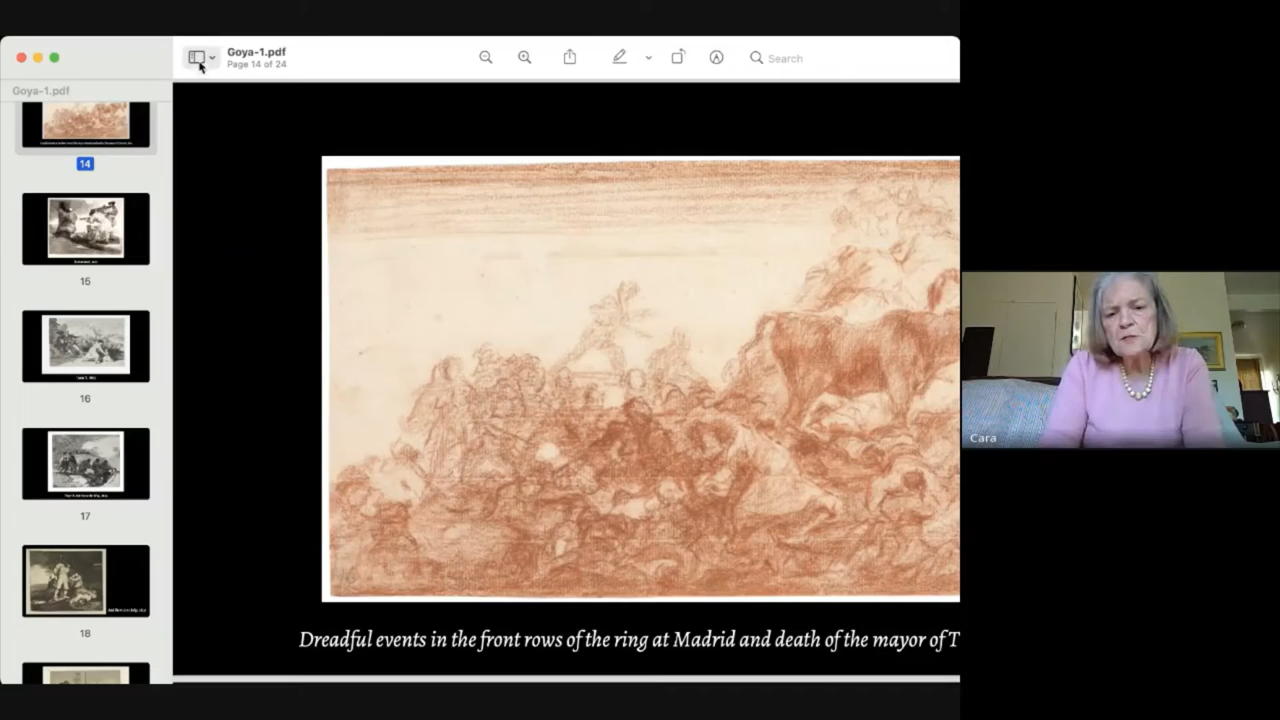 Goya-1.pdf
Page 14 of 24
Search
Goya-1.pdf
14
15
16
17
18
Dreadful events in the front rows of the ring at Madrid and death of the mayor of T
Cara